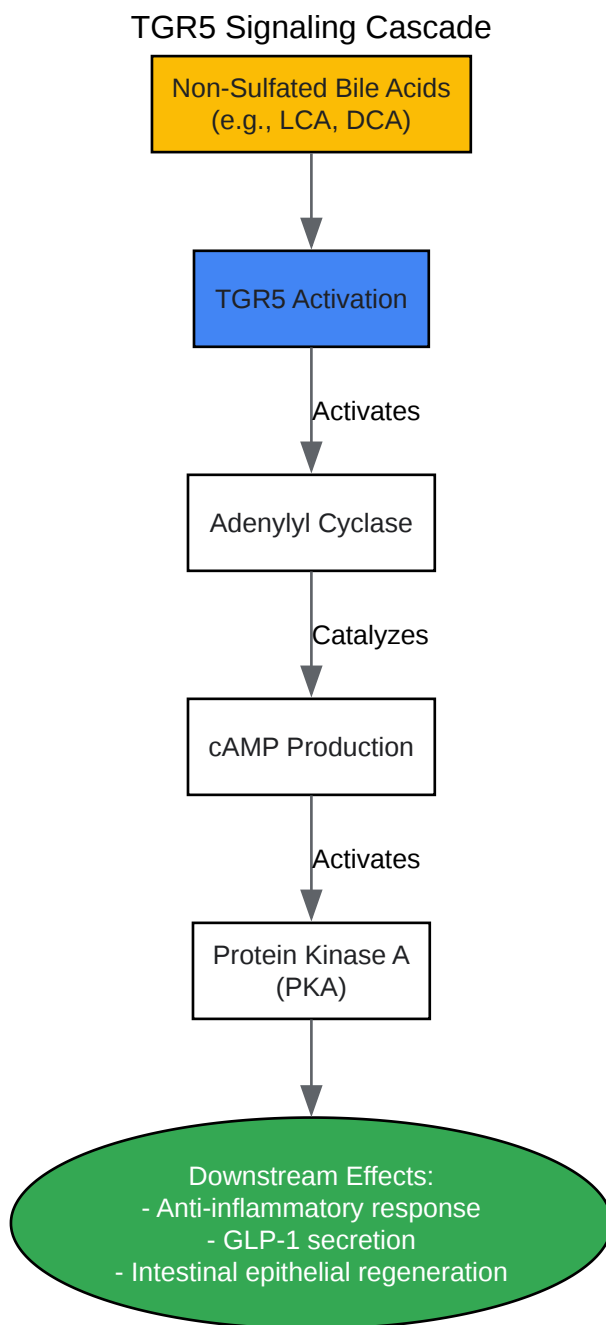 TGR5 Signaling Cascade
Non-Sulfated Bile Acids
(e.g., LCA, DCA)
TGR5 Activation
Activates
Adenylyl Cyclase
Catalyzes
cAMP Production
Activates
Protein Kinase A
(PKA)
Downstream Effects:
- Anti-inflammatory response
- GLP-1 secretion
- Intestinal epithelial regeneration